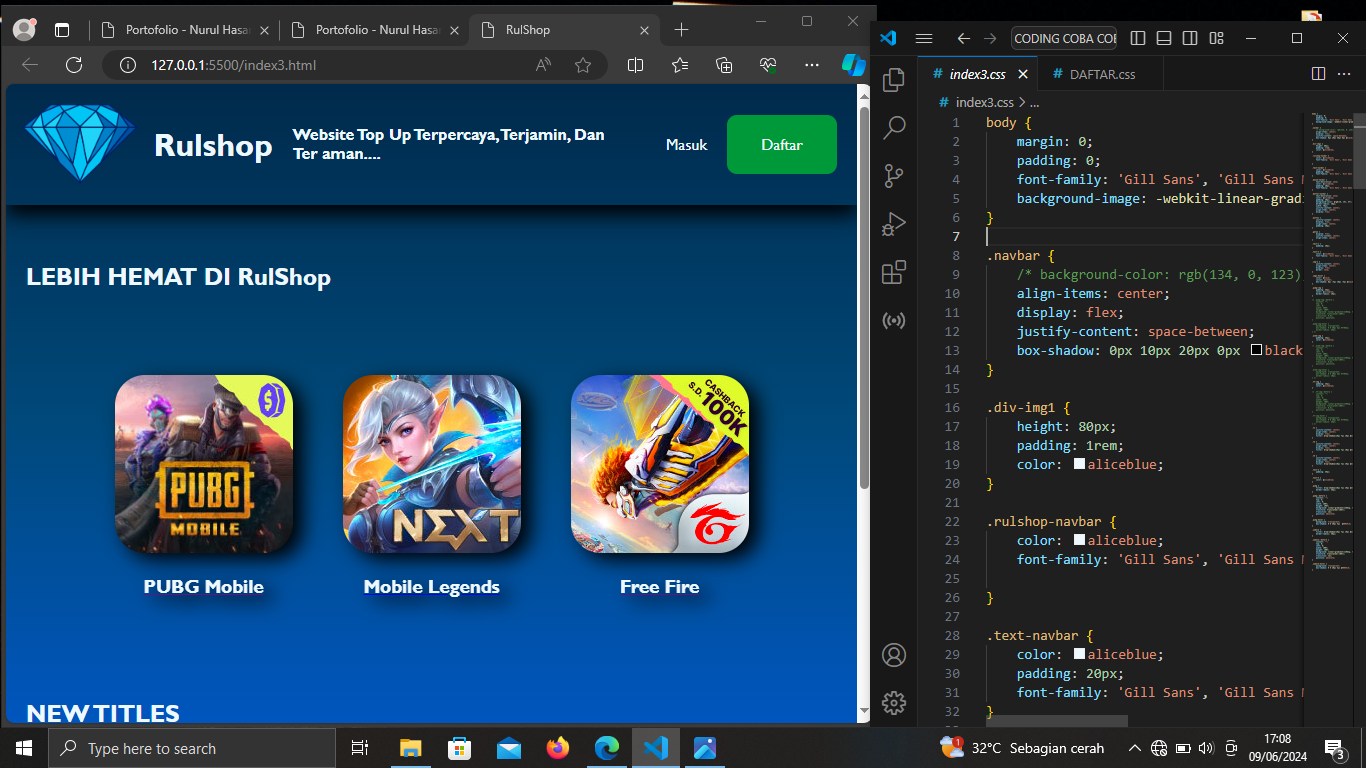 Portofolio - Nurul Hasa
Portofolio - Nurul Hasa
RulShop
127.0.0.1:5500/index3.html
Rulshop
Website Top Up Terpercaya, Terjamin, Dan
Ter aman....
Masuk
Daftar
LEBIH HEMAT DI RulShop
PUBG
MOBILE
NEXT
CASHBACK
S.D. 100K
PUBG Mobile
Mobile Legends
Free Fire
NEW TITLES
CODING COBA COB
# index3.css
# DAFTAR.css
# index3.css > ...
1 body {
2 margin: 0;
3 padding: 0;
4 font-family: 'Gill Sans', 'Gill Sans M
5 background-image: -webkit-linear-gradi
6 }
7
8 .navbar {
9 /* background-color: rgb(134, 0, 123)
10 align-items: center;
11 display: flex;
12 justify-content: space-between;
13 box-shadow: 0px 10px 20px 0px black
14 }
15
16 .div-img1 {
17 height: 80px;
18 padding: 1rem;
19 color: aliceblue;
20 }
21
22 .rulshop-navbar {
23 color: aliceblue;
24 font-family: 'Gill Sans', 'Gill Sans M
25
26 }
27
28 .text-navbar {
29 color: aliceblue;
30 padding: 20px;
31 font-family: 'Gill Sans', 'Gill Sans M
32 }
Type here to search
1
32°C Sebagian cerah
17:08
09/06/2024
3